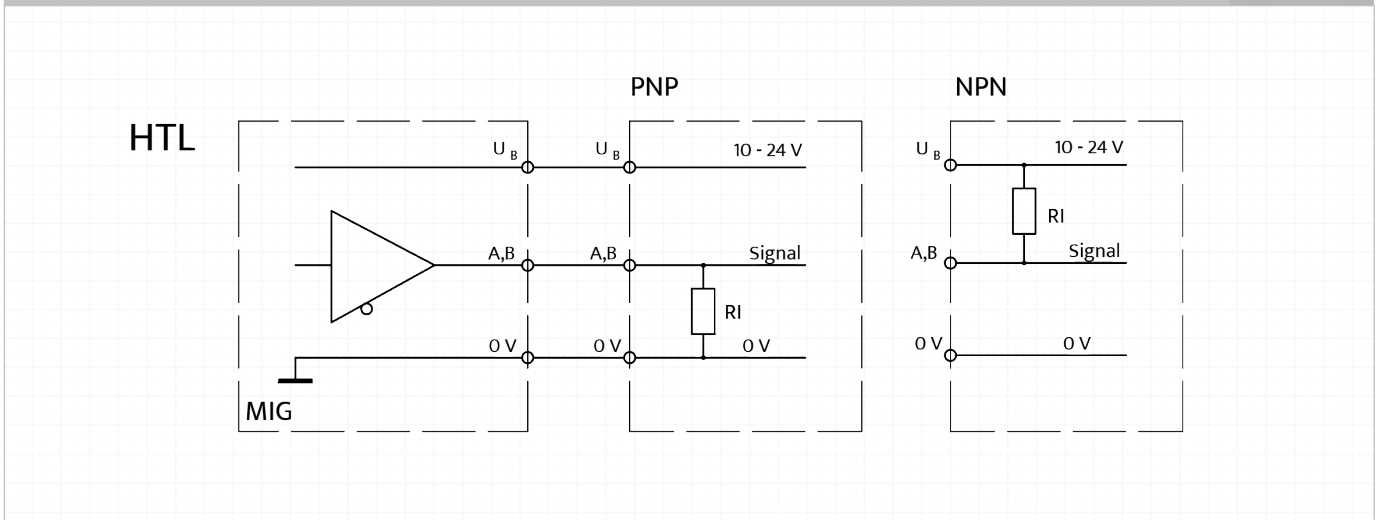 PNP
NPN
HTL
U B
U B
10 - 24 V
U B
10 - 24 V
RI
A,B
A,B
Signal
A,B
Signal
RI
0 V
0 V
0 V
0 V
0 V
MIG